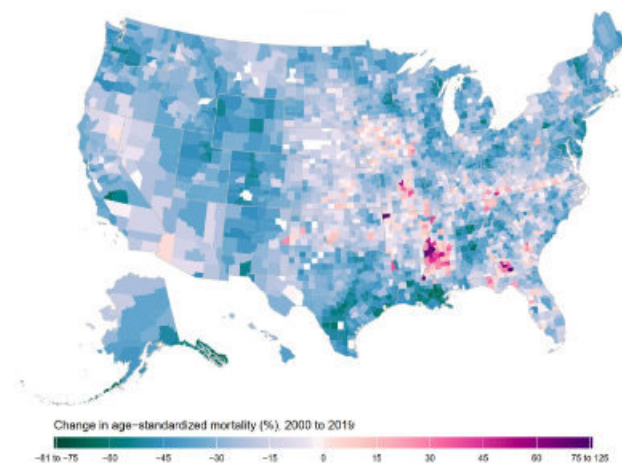 Change in age-standardized mortality (%), 2000 to 2019
-81 to -75 -60 -45 -30 -15 0 15 30 45 60 75 to 125